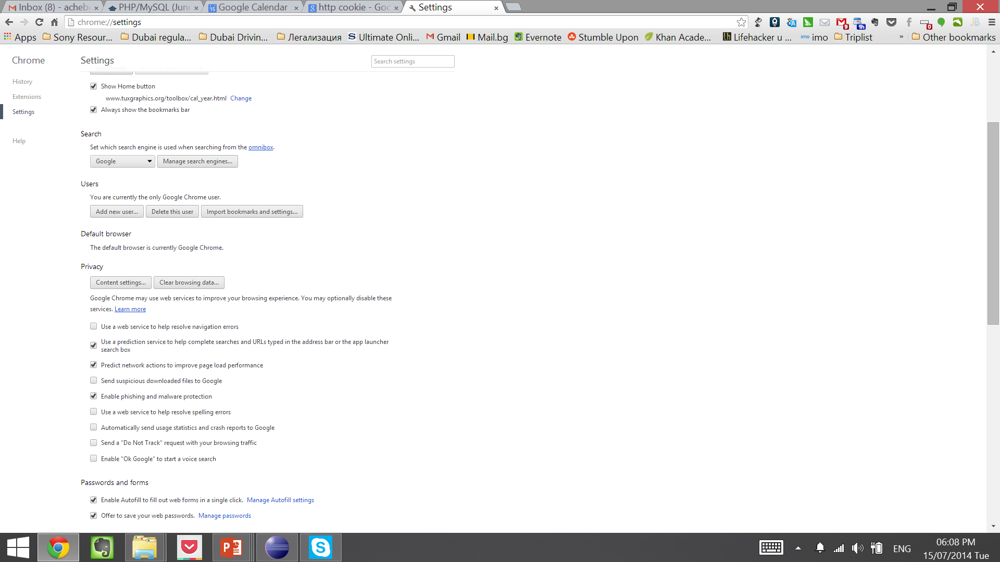 Inbox (8) - acheb
PHP/MySQL (Jun
Google Calendar
http cookie - Goo
Settings
chrome://settings
9
1h
0
Apps
Sony Resour...
Dubai regula...
Dubai Drivin...
Легализация
Ultimate Onli...
Gmail
Mail.bg
Evernote
Stumble Upon
Khan Acade...
Lifehacker и ...
imo imo
Triplist
»
Other bookmarks
Chrome
Settings
Search settings
History
Extensions
Settings
Help
Get themes
Show Home button
www.tuxgraphics.org/toolbox/cal_year.html Change
Always show the bookmarks bar
Search
Set which search engine is used when searching from the omnibox.
Google
Manage search engines...
Users
You are currently the only Google Chrome user.
Add new user...
Delete this user
Import bookmarks and settings...
Default browser
The default browser is currently Google Chrome.
Privacy
Content settings...
Clear browsing data...
Google Chrome may use web services to improve your browsing experience. You may optionally disable these
services. Learn more
Use a web service to help resolve navigation errors
Use a prediction service to help complete searches and URLs typed in the address bar or the app launcher
search box
Predict network actions to improve page load performance
Send suspicious downloaded files to Google
Enable phishing and malware protection
Use a web service to help resolve spelling errors
Automatically send usage statistics and crash reports to Google
Send a "Do Not Track" request with your browsing traffic
Enable "Ok Google" to start a voice search
Passwords and forms
Enable Autofill to fill out web forms in a single click. Manage Autofill settings
Offer to save your web passwords. Manage passwords
ENG
06:08 PM
15/07/2014 Tue